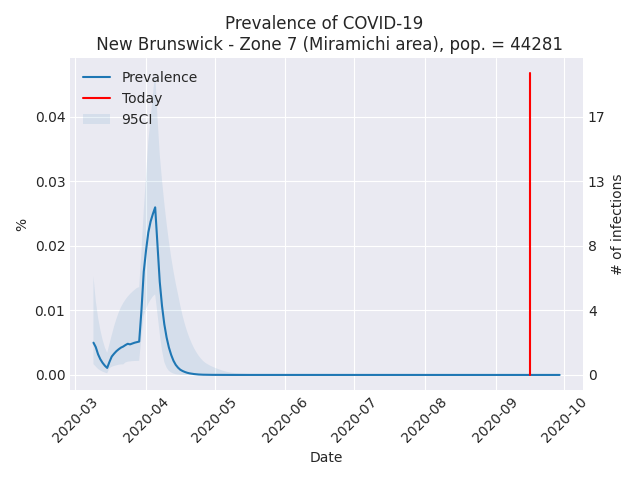 Prevalence of COVID-19
New Brunswick - Zone 7 (Miramichi area), pop. = 44281
Prevalence
Today
95CI
0.04
0.03
0.02
0.01
0.00
%
17
13
8
4
0
# of infections
2020-03
2020-04
2020-05
2020-06
2020-07
2020-08
2020-09
2020-10
Date